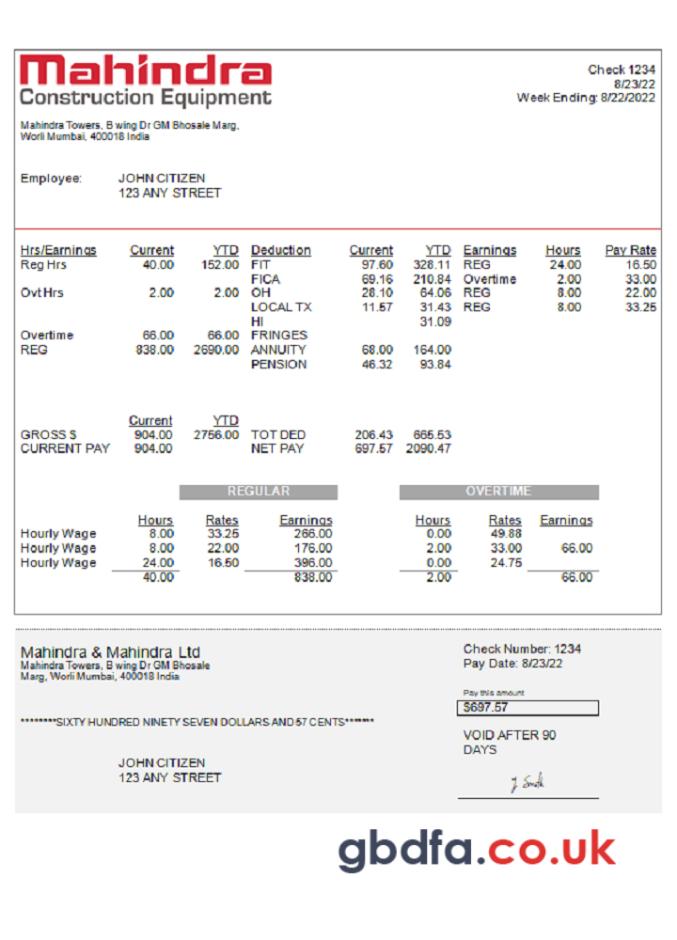 Mahindra
Construction Equipment
Check 1234
8/23/22
Week Ending: 8/22/2022
Mahindra Towers, B wing Dr GM Bhosale Marg,
Worli Mumbai, 400018 India
Employee: JOHN CITIZEN
123 ANY STREET
Hrs/Earnings Current YTD Deduction Current YTD Earnings Hours Pay Rate
Reg Hrs 40.00 152.00 FIT 97.60 328.11 REG 24.00 16.50
FICA 69.16 210.84 Overtime 2.00 33.00
Ovt Hrs 2.00 2.00 OH 28.10 64.06 REG 8.00 22.00
LOCAL TX 11.57 31.43 REG 8.00 33.25
HI 31.09
Overtime 66.00 66.00 FRINGES
REG 838.00 2690.00 ANNUITY 68.00 164.00
PENSION 46.32 93.84
Current YTD
GROSS $ 904.00 2756.00 TOT DED 206.43 665.53
CURRENT PAY 904.00 NET PAY 697.57 2090.47
REGULAR OVERTIME
Hours Rates Earnings Hours Rates Earnings
Hourly Wage 8.00 33.25 266.00 0.00 49.88
Hourly Wage 8.00 22.00 176.00 2.00 33.00 66.00
Hourly Wage 24.00 16.50 396.00 0.00 24.75
40.00 838.00 2.00 66.00
Mahindra & Mahindra Ltd
Mahindra Towers, B wing Dr GM Bhosale
Marg, Worli Mumbai, 400018 India
Check Number: 1234
Pay Date: 8/23/22
Pay this amount
$697.57
********SIXTY HUNDRED NINETY SEVEN DOLLARS AND 57 CENTS*******
VOID AFTER 90
DAYS
JOHN CITIZEN
123 ANY STREET
J Smith
gbdfa.co.uk